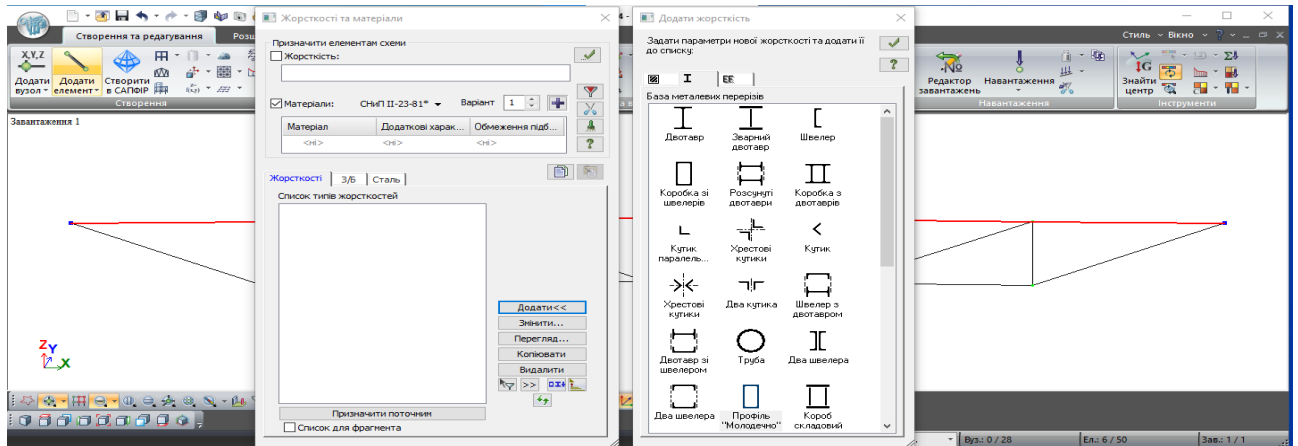 4 -
Створення та редагування
Стиль
Вікно
X,Y,Z
Додати вузол
Додати елемент
Створити в САПФІР
Створення
Редактор завантажень
Навантаження
Навантаження
Знайти центр
Інструменти
Завантаження 1
Жорсткості та матеріали
Призначити елементам схеми
Жорсткість:
Матеріали:
СНиП II-23-81*
Варіант
1
Матеріал
Додаткові харак...
Обмеження підб...
<ні>
<ні>
<ні>
Жорсткості
З/Б
Сталь
Список типів жорсткостей
Додати<<
Змінити...
Перегляд...
Копіювати
Видалити
>>
Призначити поточним
Список для фрагмента
Додати жорсткість
Задати параметри нової жорсткості та додати її
до списку:
База металевих перерізів
Двотавр
Зварний
двотавр
Швелер
Коробка зі
швелерів
Розсунуті
двотаври
Коробка з
двотаврів
Кутик
паралель...
Хрестові
кутики
Кутик
Хрестові
кутики
Два кутика
Швелер з
двотавром
Двотавр зі
швелером
Труба
Два швелера
Два швелера
Профіль
"Молодечно"
Короб
складовий
Z
Y
X
Вуз.: 0 / 28
Ел.: 6 / 50
Зав.: 1 / 1